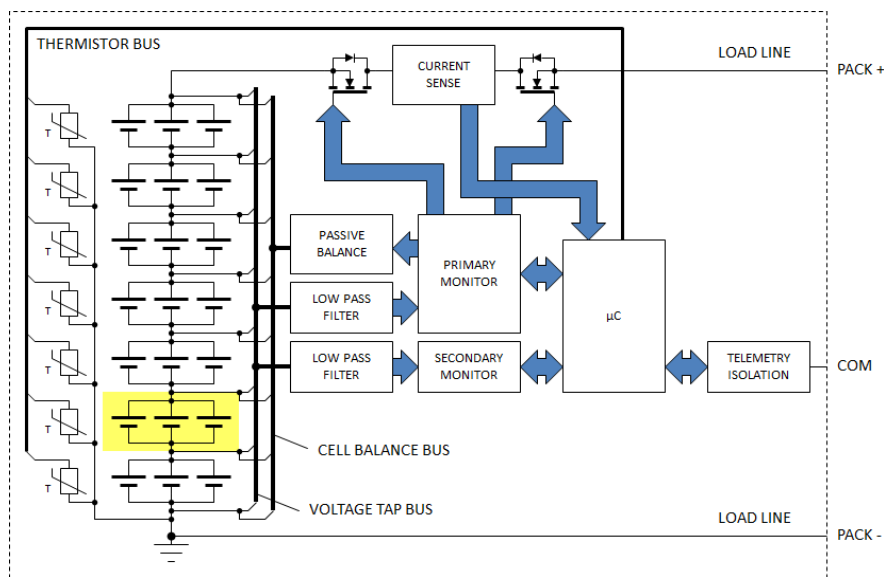 THERMISTOR BUS
LOAD LINE
PACK +
CURRENT
SENSE
T
T
T
T
T
T
T
PASSIVE
BALANCE
PRIMARY
MONITOR
LOW PASS
FILTER
µC
LOW PASS
FILTER
SECONDARY
MONITOR
TELEMETRY
ISOLATION
COM
CELL BALANCE BUS
VOLTAGE TAP BUS
LOAD LINE
PACK -